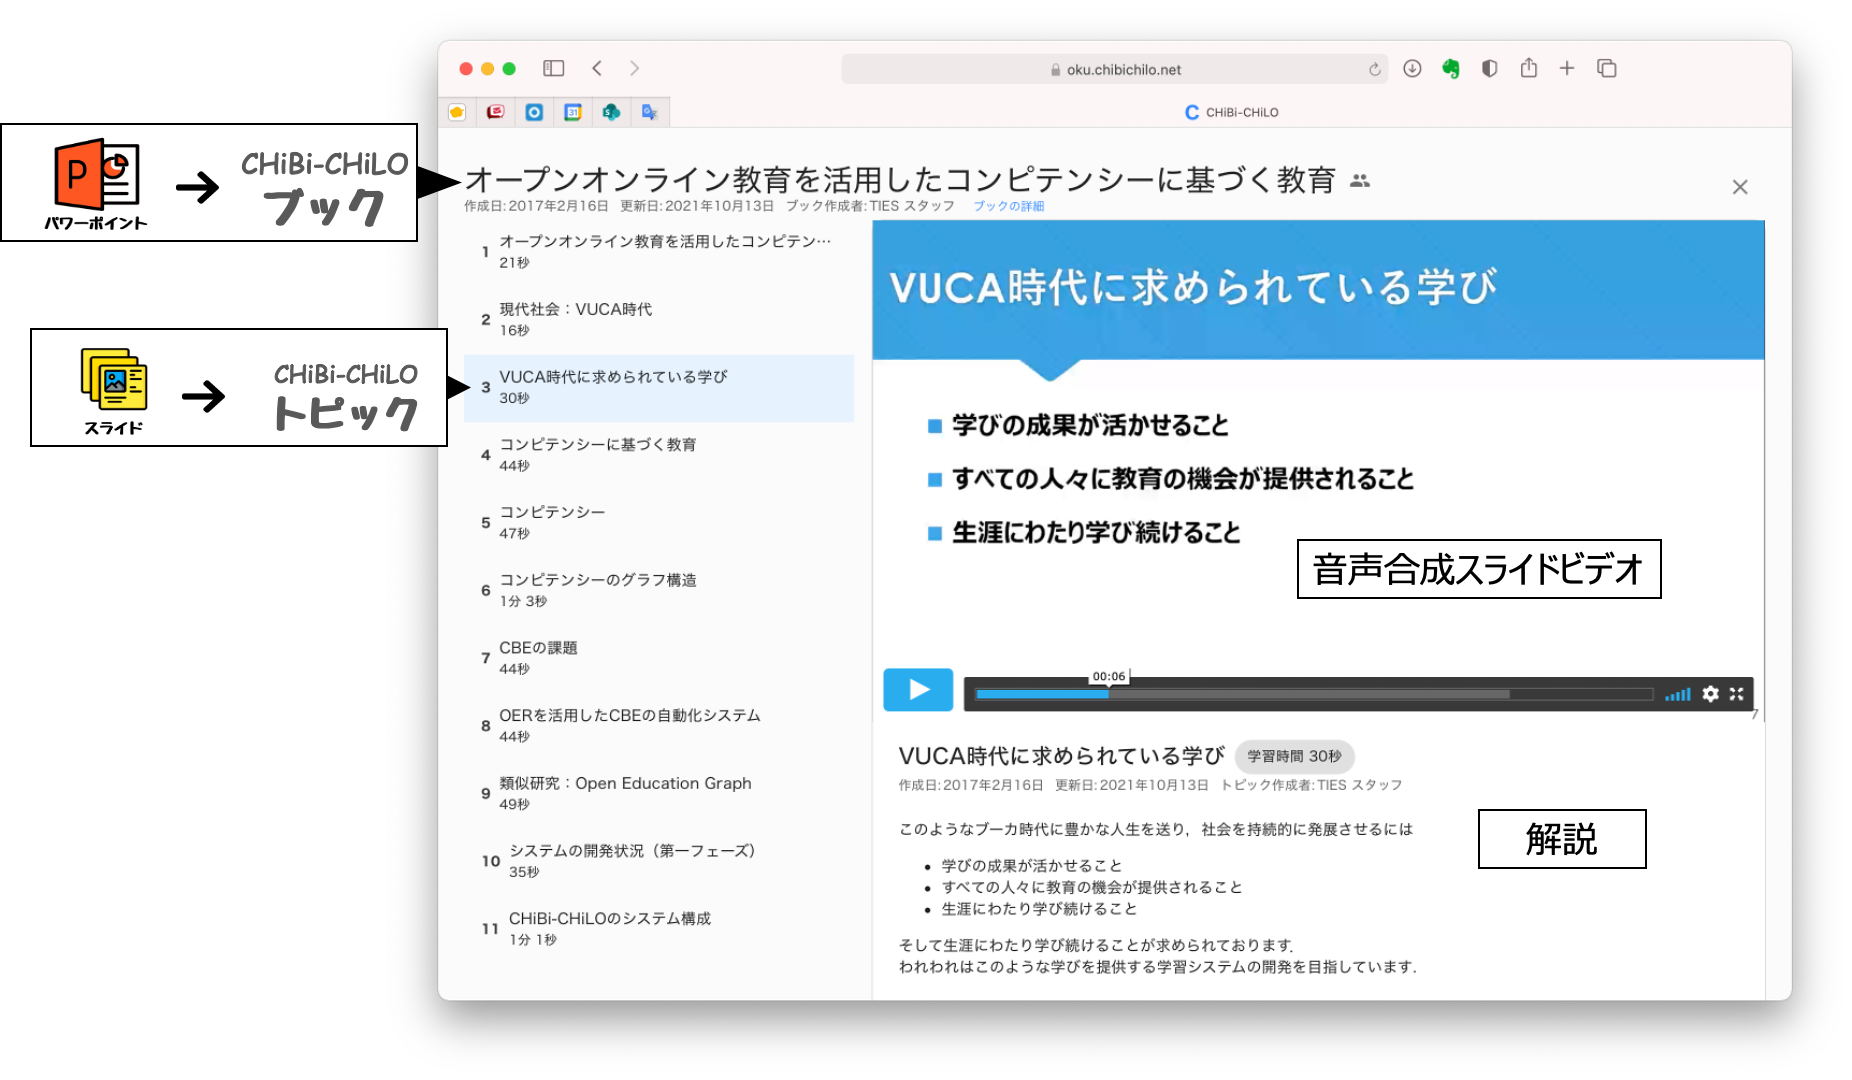 oku.chibichilo.net
CHiBi-CHiLO
P
パワーポイント
CHiBi-CHiLO
ブック
スライド
CHiBi-CHiLO
トピック
オープンオンライン教育を活用したコンピテンシーに基づく教育
作成日: 2017年2月16日 更新日: 2021年10月13日 ブック作成者: TIES スタッフ ブックの詳細
1 オープンオンライン教育を活用したコンピテン…
21秒
2 現代社会：VUCA時代
16秒
3 VUCA時代に求められている学び
30秒
4 コンピテンシーに基づく教育
44秒
5 コンピテンシー
47秒
6 コンピテンシーのグラフ構造
1分 3秒
7 CBEの課題
44秒
8 OERを活用したCBEの自動化システム
44秒
9 類似研究：Open Education Graph
49秒
10 システムの開発状況（第一フェーズ）
35秒
11 CHiBi-CHiLOのシステム構成
1分 1秒
VUCA時代に求められている学び
学びの成果が活かせること
すべての人々に教育の機会が提供されること
生涯にわたり学び続けること
音声合成スライドビデオ
00:06
7
VUCA時代に求められている学び 学習時間 30秒
作成日: 2017年2月16日 更新日: 2021年10月13日 トピック作成者: TIES スタッフ
このようなブーカ時代に豊かな人生を送り，社会を持続的に発展させるには
解説
• 学びの成果が活かせること
• すべての人々に教育の機会が提供されること
• 生涯にわたり学び続けること
そして生涯にわたり学び続けることが求められております．
われわれはこのような学びを提供する学習システムの開発を目指しています．